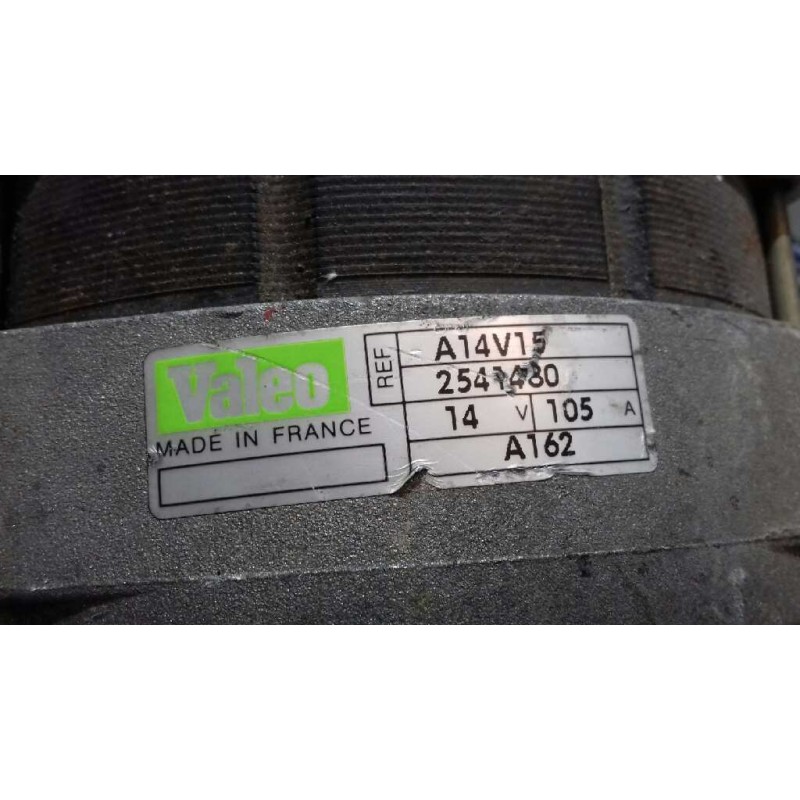 Valeo
MADE IN FRANCE
REF
A14V15
2541480
14 V 105 A
A162